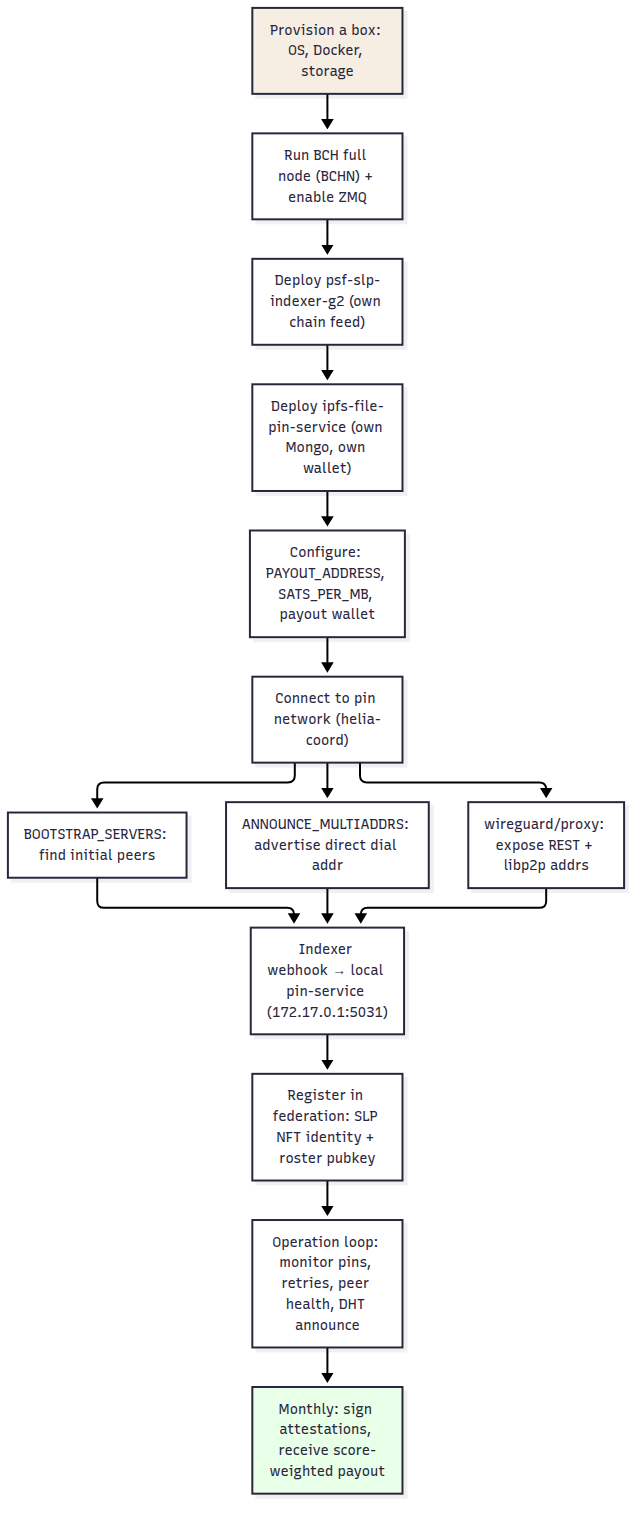 Provision a box:
OS, Docker,
storage
Run BCH full
node (BCHN) +
enable ZMQ
Deploy psf-slp-
indexer-g2 (own
chain feed)
Deploy ipfs-file-
pin-service (own
Mongo, own
wallet)
Configure:
PAYOUT_ADDRESS,
SATS_PER_MB,
payout wallet
Connect to pin
network (helia-
coord)
BOOTSTRAP_SERVERS:
find initial peers
ANNOUNCE_MULTIADDRS:
advertise direct dial
addr
wireguard/proxy:
expose REST +
libp2p addrs
Indexer
webhook → local
pin-service
(172.17.0.1:5031)
Register in
federation: SLP
NFT identity +
roster pubkey
Operation loop:
monitor pins,
retries, peer
health, DHT
announce
Monthly: sign
attestations,
receive score-
weighted payout